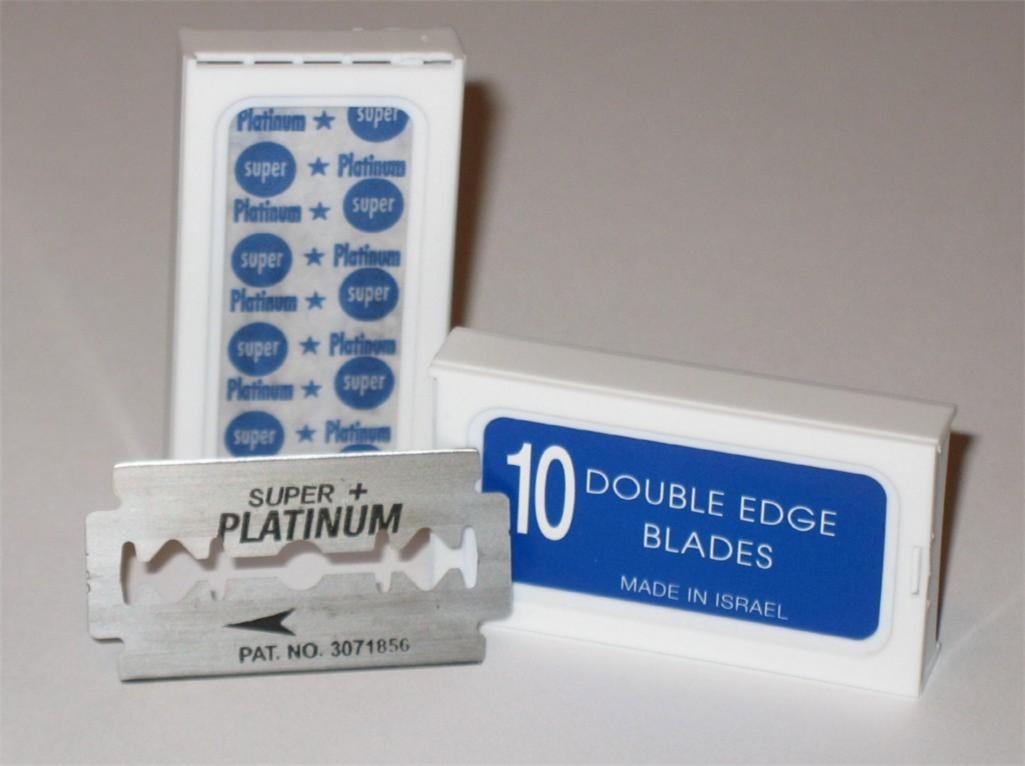 Platinum ★ super
super ★ Platinum
Platinum ★ super
super ★ Platinum
Platinum ★ super
super ★ Platinum
Platinum ★ super
super ★ Platinum
10 DOUBLE EDGE
BLADES
MADE IN ISRAEL
SUPER +
PLATINUM
PAT. NO. 3071856